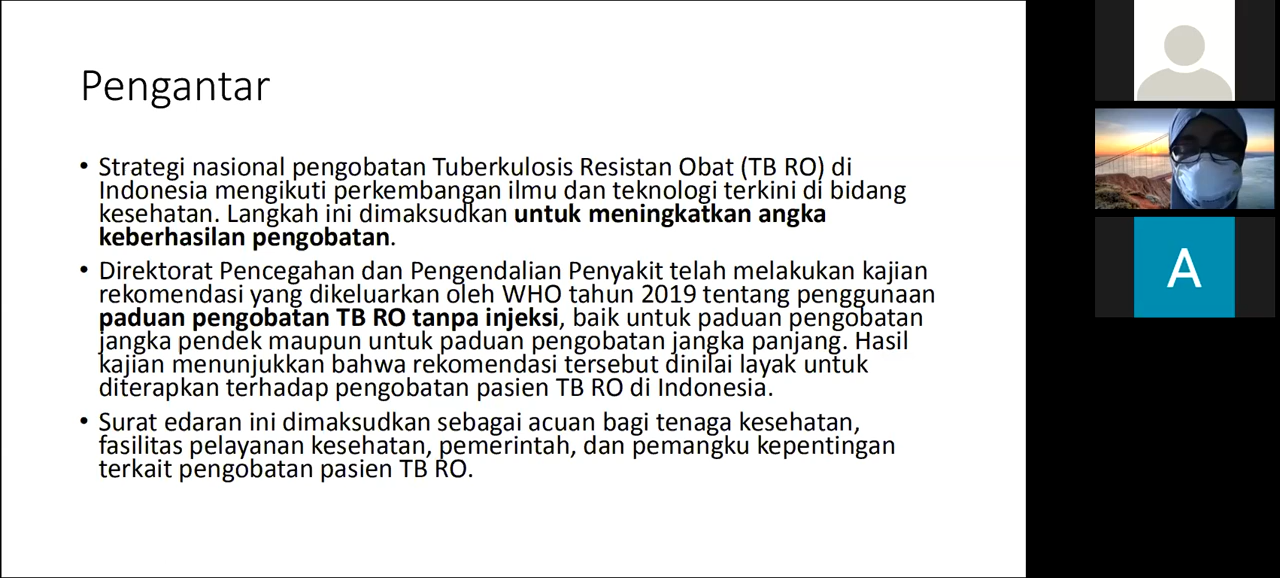 Pengantar
• Strategi nasional pengobatan Tuberkulosis Resistan Obat (TB RO) di
Indonesia mengikuti perkembangan ilmu dan teknologi terkini di bidang
kesehatan. Langkah ini dimaksudkan untuk meningkatkan angka
keberhasilan pengobatan.
• Direktorat Pencegahan dan Pengendalian Penyakit telah melakukan kajian
rekomendasi yang dikeluarkan oleh WHO tahun 2019 tentang penggunaan
paduan pengobatan TB RO tanpa injeksi, baik untuk paduan pengobatan
jangka pendek maupun untuk paduan pengobatan jangka panjang. Hasil
kajian menunjukkan bahwa rekomendasi tersebut dinilai layak untuk
diterapkan terhadap pengobatan pasien TB RO di Indonesia.
• Surat edaran ini dimaksudkan sebagai acuan bagi tenaga kesehatan,
fasilitas pelayanan kesehatan, pemerintah, dan pemangku kepentingan
terkait pengobatan pasien TB RO.
A